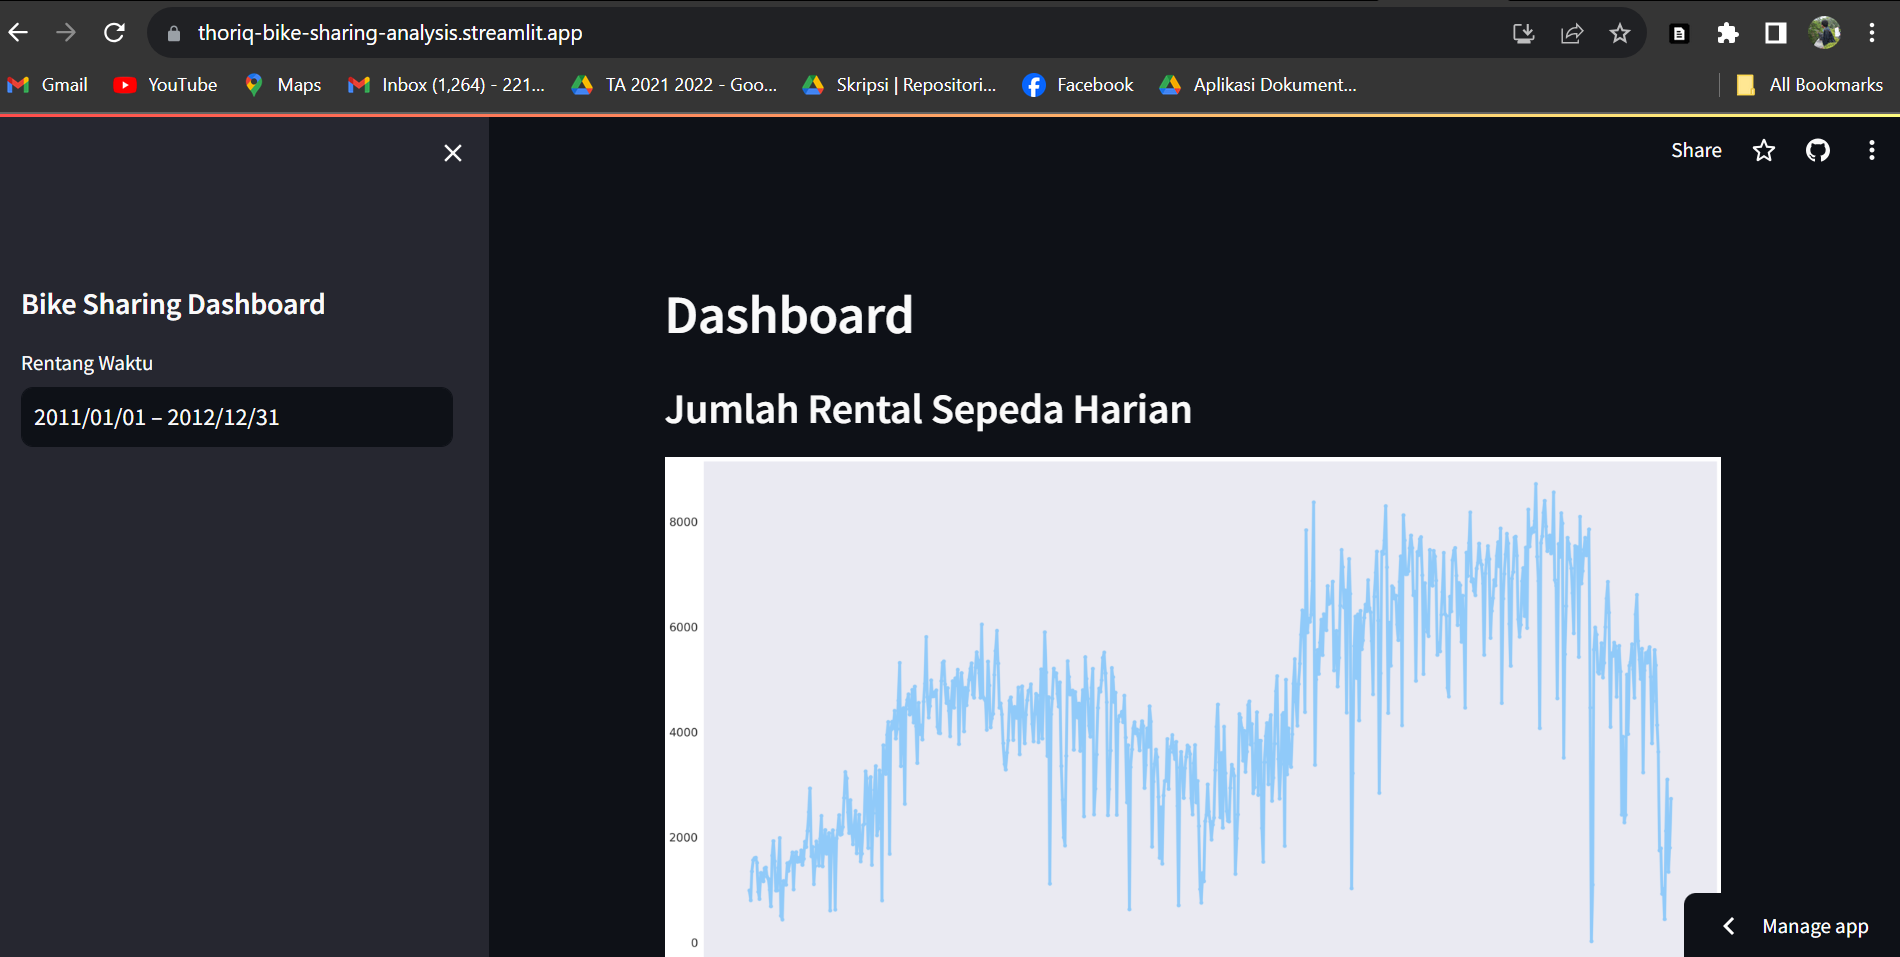 thoriq-bike-sharing-analysis.streamlit.app
Gmail YouTube Maps Inbox (1,264) - 221... TA 2021 2022 - Goo... Skripsi | Repositori... Facebook Aplikasi Dokument... All Bookmarks
Share
Bike Sharing Dashboard
Rentang Waktu
2011/01/01 – 2012/12/31
Dashboard
Jumlah Rental Sepeda Harian
8000
6000
4000
2000
0
Manage app